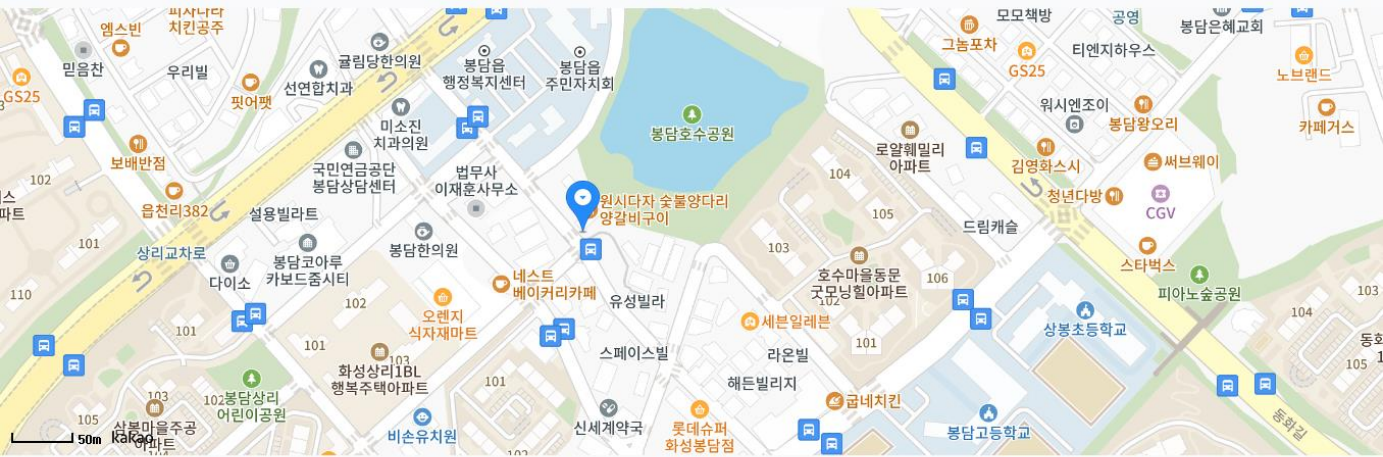 피자나라
치킨공주
엠스빈
믿음찬
우리빌
GS25
핏어팻
선연합치과
귤림당한의원
봉담읍
행정복지센터
봉담읍
주민자치회
미소진
치과의원
보배반점
국민연금공단
봉담상담센터
법무사
이재훈사무소
102
읍천리382
설용빌라트
101
상리교차로
다이소
봉담코아루
카보드줌시티
봉담한의원
110
네스트
베이커리카페
오렌지
식자재마트
102
101
101
화성상리1BL
행복주택아파트
103
봉담상리
어린이공원
102
103
105
상봉마을주공
아파트
104
50m
kakao
비손유치원
101
102
신세계약국
롯데슈퍼
화성봉담점
스페이스빌
유성빌라
원시다자 숯불양다리
양갈비구이
봉담호수공원
103
104
105
호수마을동문
굿모닝힐아파트
102
106
101
세븐일레븐
라온빌
해든빌리지
굽네치킨
로얄훼밀리
아파트
드림캐슬
그놈포차
모모책방
공영
GS25
티엔지하우스
봉담은혜교회
노브랜드
카페거스
워시엔조이
봉담왕오리
김영화스시
써브웨이
청년다방
CGV
스타벅스
피아노숲공원
상봉초등학교
봉담고등학교
동화길
103
104
105